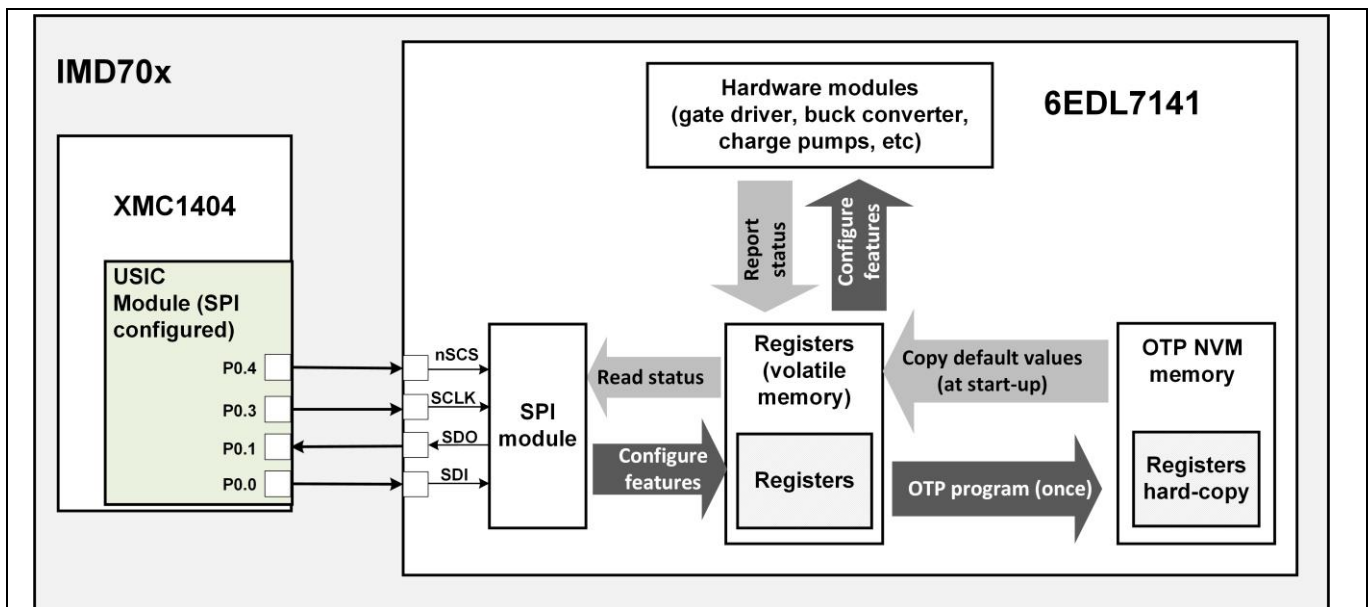 IMD70x
6EDL7141
Hardware modules
(gate driver, buck converter,
charge pumps, etc)
XMC1404
Report
status
Configure
features
USIC
Module (SPI
configured)
P0.4
P0.3
P0.1
P0.0
nSCS
SCLK
SDO
SDI
SPI
module
Read status
Configure
features
Registers
(volatile
memory)
Registers
Copy default values
(at start-up)
OTP program (once)
OTP NVM
memory
Registers
hard-copy